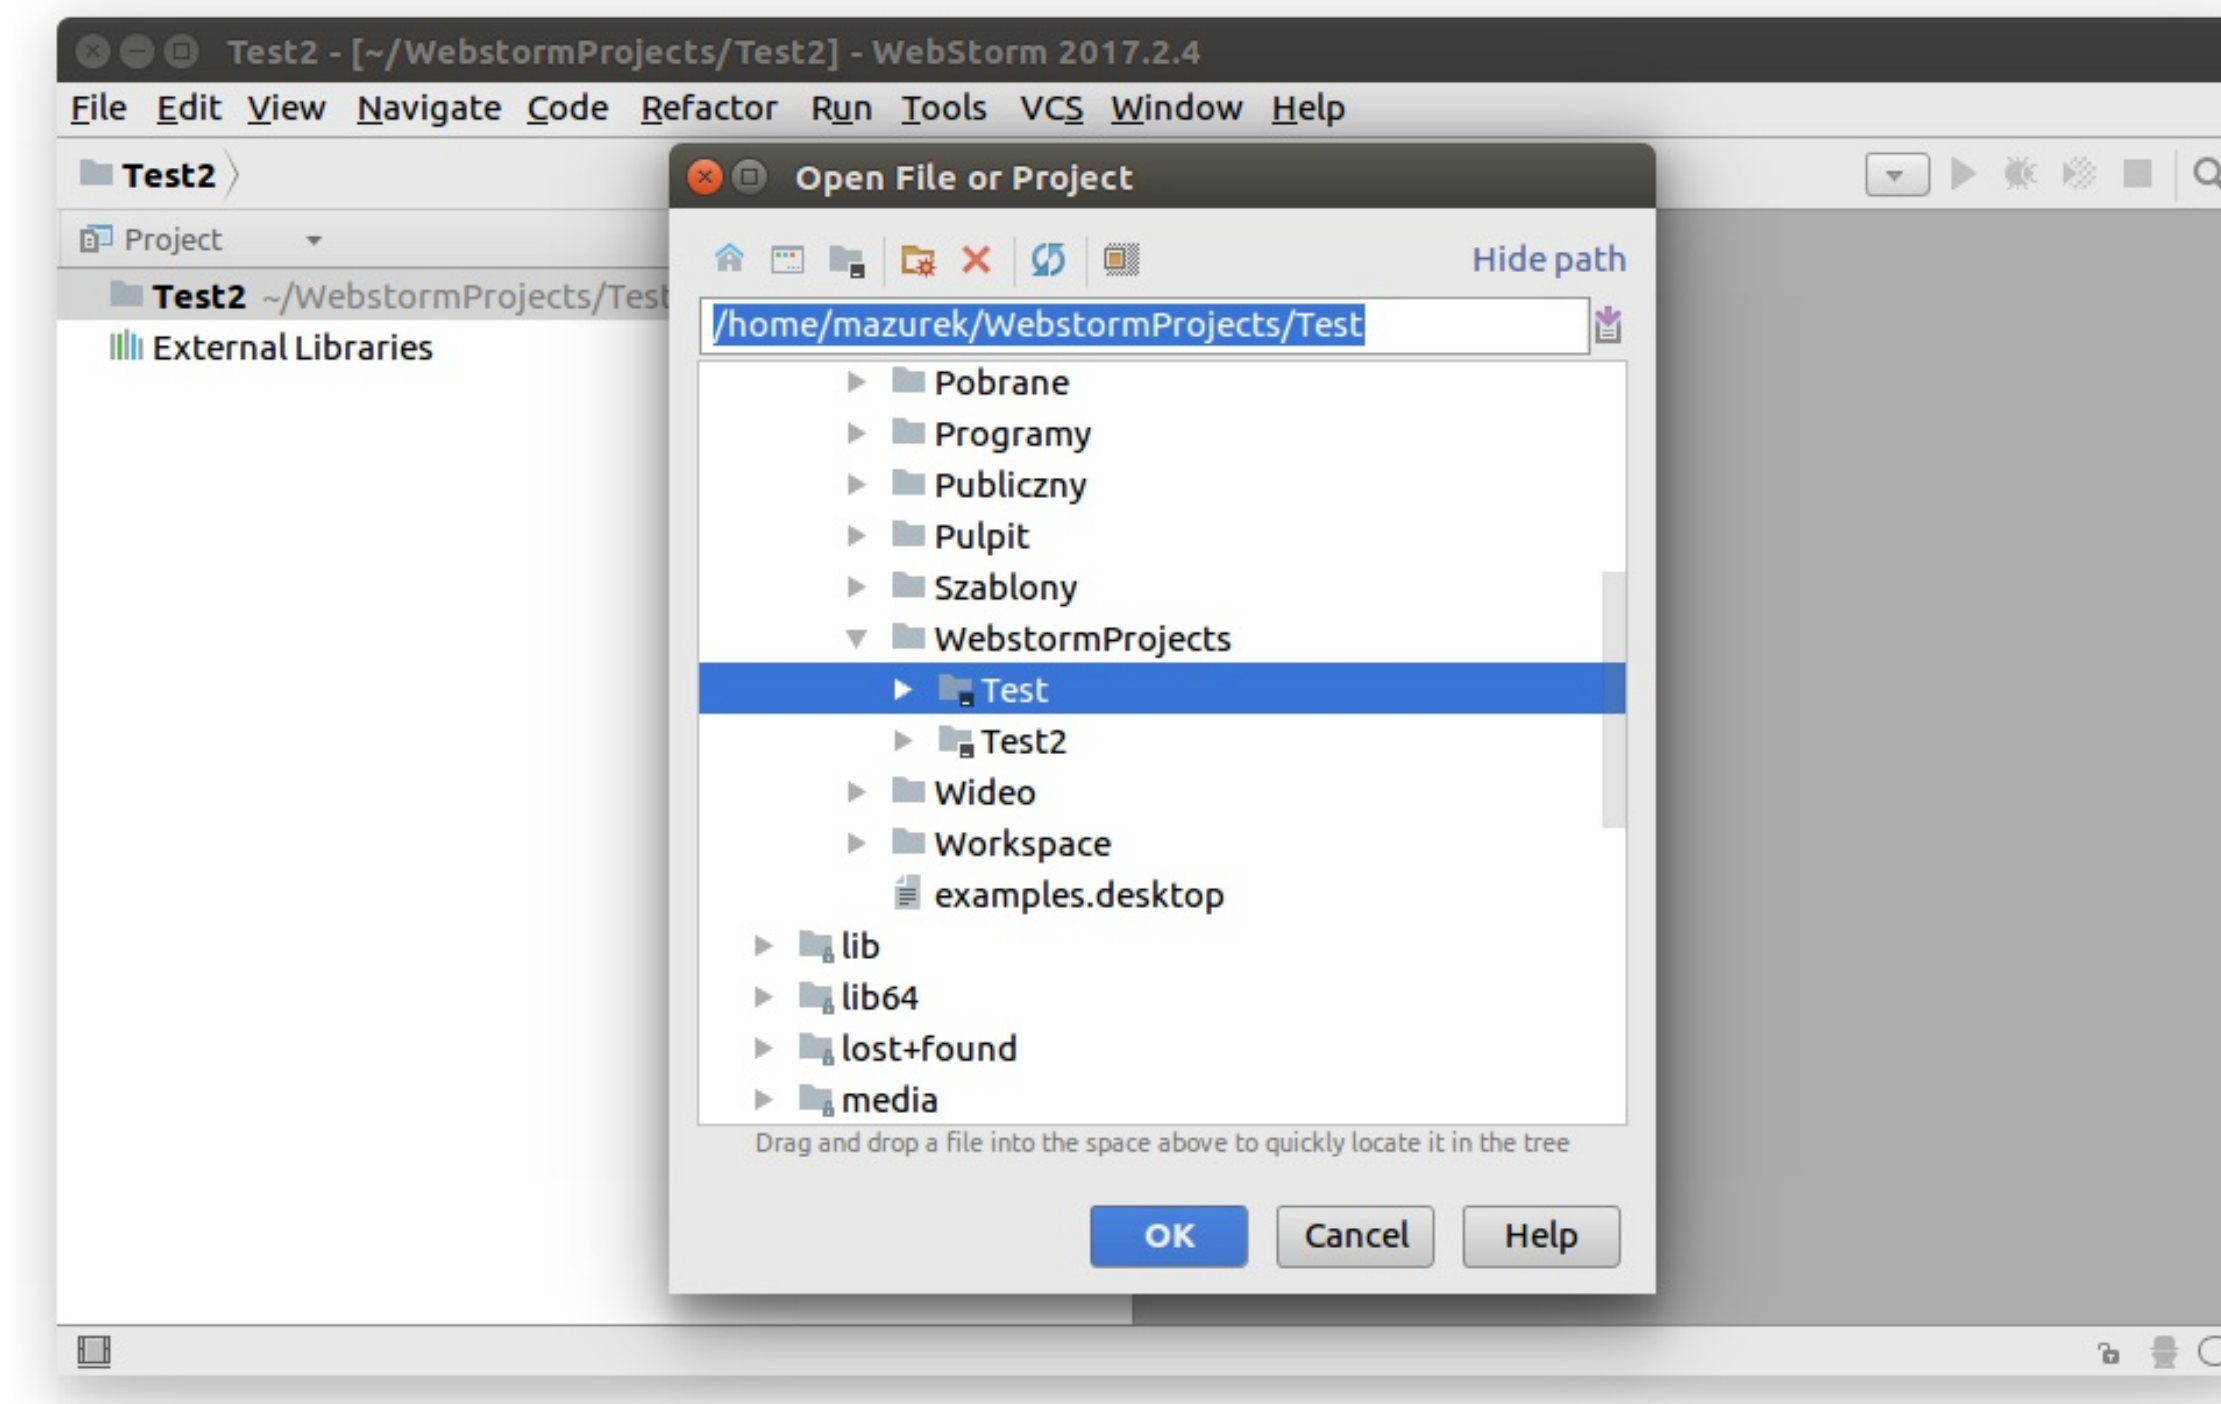 Test2 - [~/WebstormProjects/Test2] - WebStorm 2017.2.4
File Edit View Navigate Code Refactor Run Tools VCS Window Help
Test2
Project
Test2 ~/WebstormProjects/Test
External Libraries
Open File or Project
Hide path
/home/mazurek/WebstormProjects/Test
Pobrane
Programy
Publiczny
Pulpit
Szablony
WebstormProjects
Test
Test2
Wideo
Workspace
examples.desktop
lib
lib64
lost+found
media
Drag and drop a file into the space above to quickly locate it in the tree
OK Cancel Help